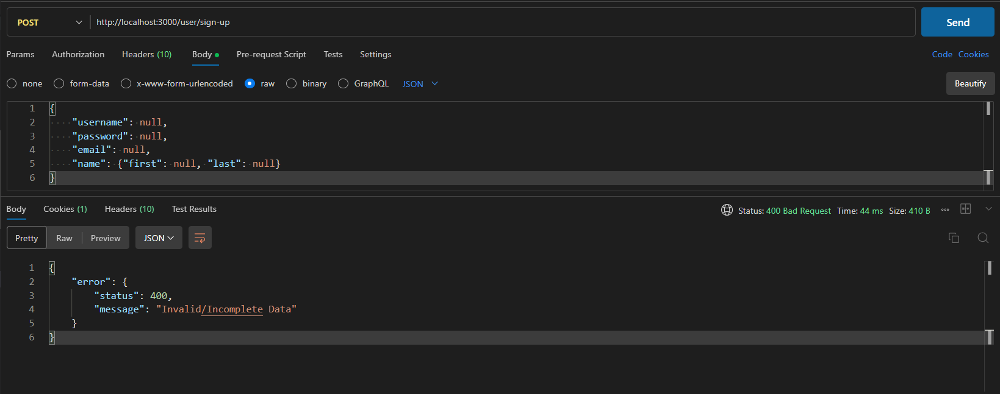 POST http://localhost:3000/user/sign-up Send
Params Authorization Headers (10) Body Pre-request Script Tests Settings Code Cookies
none form-data x-www-form-urlencoded raw binary GraphQL JSON Beautify
1 {
2 "username": null,
3 "password": null,
4 "email": null,
5 "name": {"first": null, "last": null}
6 }
Body Cookies (1) Headers (10) Test Results Status: 400 Bad Request Time: 44 ms Size: 410 B
Pretty Raw Preview JSON
1 {
2 "error": {
3 "status": 400,
4 "message": "Invalid/Incomplete Data"
5 }
6 }